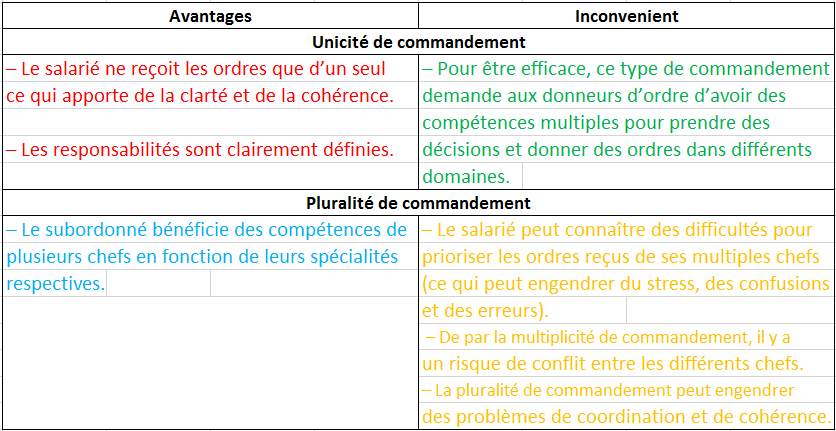 Avantages
Inconvenient
Unicité de commandement
– Le salarié ne reçoit les ordres que d’un seul
ce qui apporte de la clarté et de la cohérence.
– Les responsabilités sont clairement définies.
– Pour être efficace, ce type de commandement
demande aux donneurs d’ordre d’avoir des
compétences multiples pour prendre des
décisions et donner des ordres dans différents
domaines.
Pluralité de commandement
– Le subordonné bénéficie des compétences de
plusieurs chefs en fonction de leurs spécialités
respectives.
– Le salarié peut connaître des difficultés pour
prioriser les ordres reçus de ses multiples chefs
(ce qui peut engendrer du stress, des confusions
et des erreurs).
– De par la multiplicité de commandement, il y a
un risque de conflit entre les différents chefs.
– La pluralité de commandement peut engendrer
des problèmes de coordination et de cohérence.